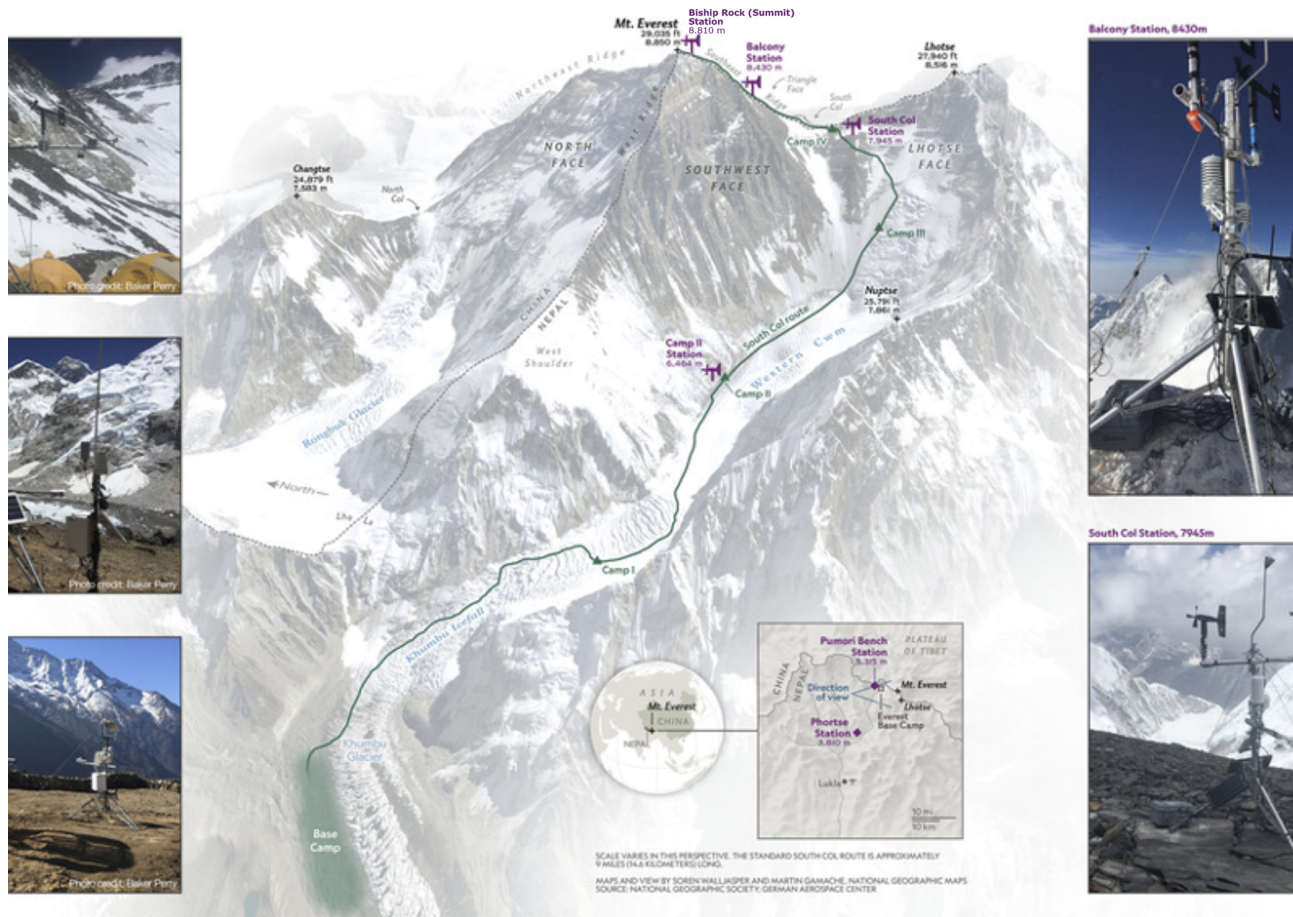 Biship Rock (Summit)
Station
8.810 m
Mt. Everest
29,035 ft
8,850 m
Balcony
Station
8,430 m
Lhotse
27,940 ft
8,516 m
Balcony Station, 8430m
Northeast Ridge
Southeast
Ridge
Triangle
Face
South
Col
West Ridge
South Col
Station
7,945 m
Camp IV
NORTH
FACE
SOUTHWEST
FACE
LHOTSE
FACE
Changtse
24,879 ft
7,583 m
North
Col
Camp III
Photo credit: Baker Perry
CHINA
NEPAL
Nuptse
25,791 ft
7,861 m
South Col route
Western Cwm
West
Shoulder
Camp II
Station
6,464 m
Camp II
Rongbuk Glacier
North
Lho La
South Col Station, 7945m
Camp I
Photo credit: Baker Perry
Khumbu Icefall
Khumbu
Glacier
Base
Camp
ASIA
Mt. Everest
CHINA
NEPAL
Pumori Bench
Station
5,315 m
PLATEAU
OF TIBET
CHINA
NEPAL
Direction
of view
Mt. Everest
Lhotse
Everest
Base Camp
Phortse
Station
3,810 m
Lukla
10 mi
10 km
Photo credit: Baker Perry
SCALE VARIES IN THIS PERSPECTIVE. THE STANDARD SOUTH COL ROUTE IS APPROXIMATELY
9 MILES (14.6 KILOMETERS) LONG.
MAPS AND VIEW BY SOREN WALLJASPER AND MARTIN GAMACHE, NATIONAL GEOGRAPHIC MAPS
SOURCE: NATIONAL GEOGRAPHIC SOCIETY; GERMAN AEROSPACE CENTER